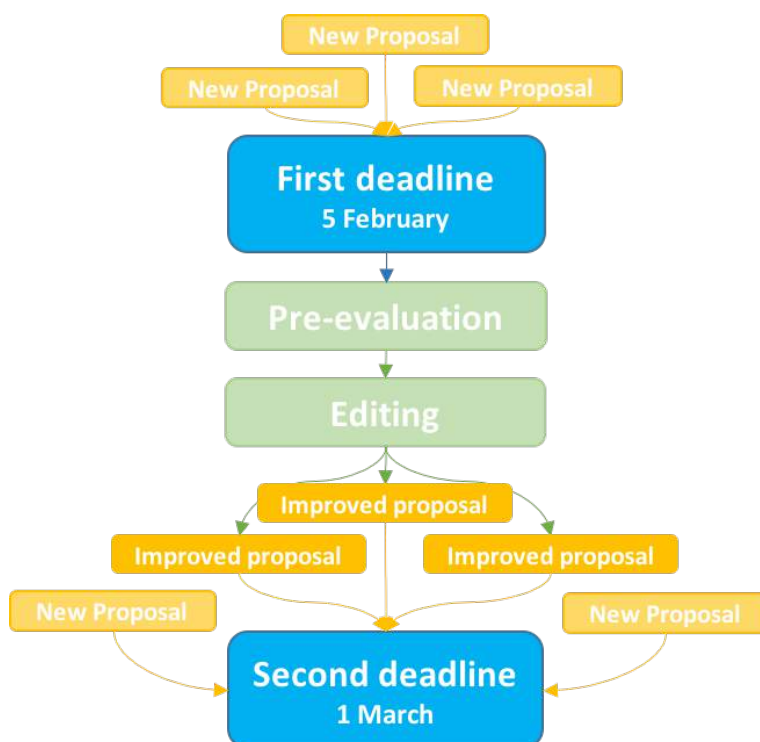 New Proposal
New Proposal
New Proposal
First deadline
5 February
Pre-evaluation
Editing
Improved proposal
Improved proposal
Improved proposal
New Proposal
New Proposal
Second deadline
1 March